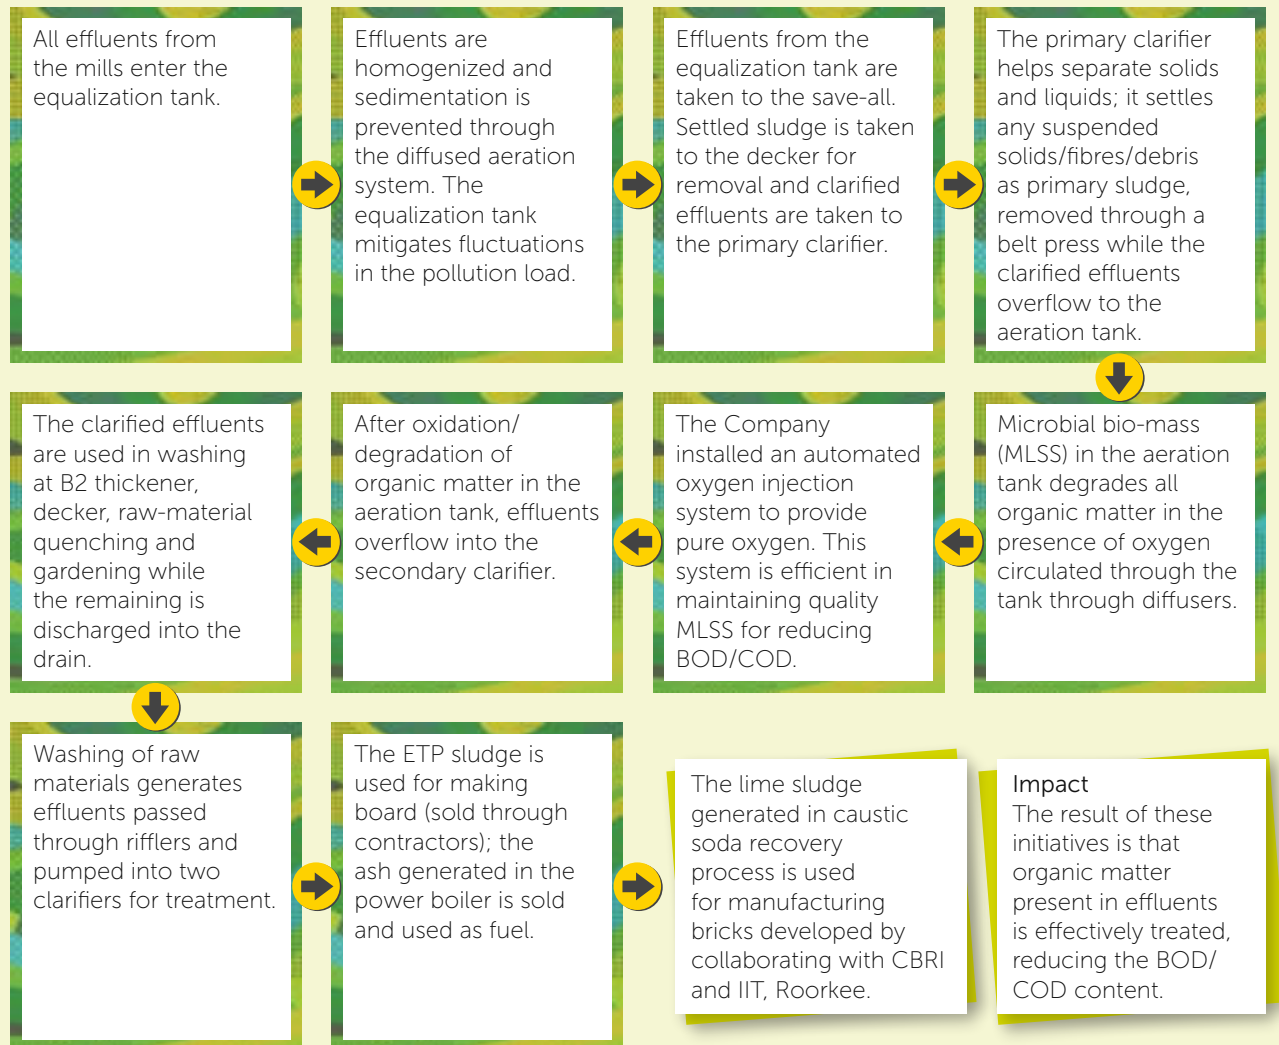 All effluents from
the mills enter the
equalization tank.
Effluents are
homogenized and
sedimentation is
prevented through
the diffused aeration
system. The
equalization tank
mitigates fluctuations
in the pollution load.
Effluents from the
equalization tank are
taken to the save-all.
Settled sludge is taken
to the decker for
removal and clarified
effluents are taken to
the primary clarifier.
The primary clarifier
helps separate solids
and liquids; it settles
any suspended
solids/fibres/debris
as primary sludge,
removed through a
belt press while the
clarified effluents
overflow to the
aeration tank.
Microbial bio-mass
(MLSS) in the aeration
tank degrades all
organic matter in the
presence of oxygen
circulated through the
tank through diffusers.
The Company
installed an automated
oxygen injection
system to provide
pure oxygen. This
system is efficient in
maintaining quality
MLSS for reducing
BOD/COD.
After oxidation/
degradation of
organic matter in the
aeration tank, effluents
overflow into the
secondary clarifier.
The clarified effluents
are used in washing
at B2 thickener,
decker, raw-material
quenching and
gardening while
the remaining is
discharged into the
drain.
Washing of raw
materials generates
effluents passed
through rifflers and
pumped into two
clarifiers for treatment.
The ETP sludge is
used for making
board (sold through
contractors); the
ash generated in the
power boiler is sold
and used as fuel.
The lime sludge
generated in caustic
soda recovery
process is used
for manufacturing
bricks developed by
collaborating with CBRI
and IIT, Roorkee.
Impact
The result of these
initiatives is that
organic matter
present in effluents
is effectively treated,
reducing the BOD/
COD content.